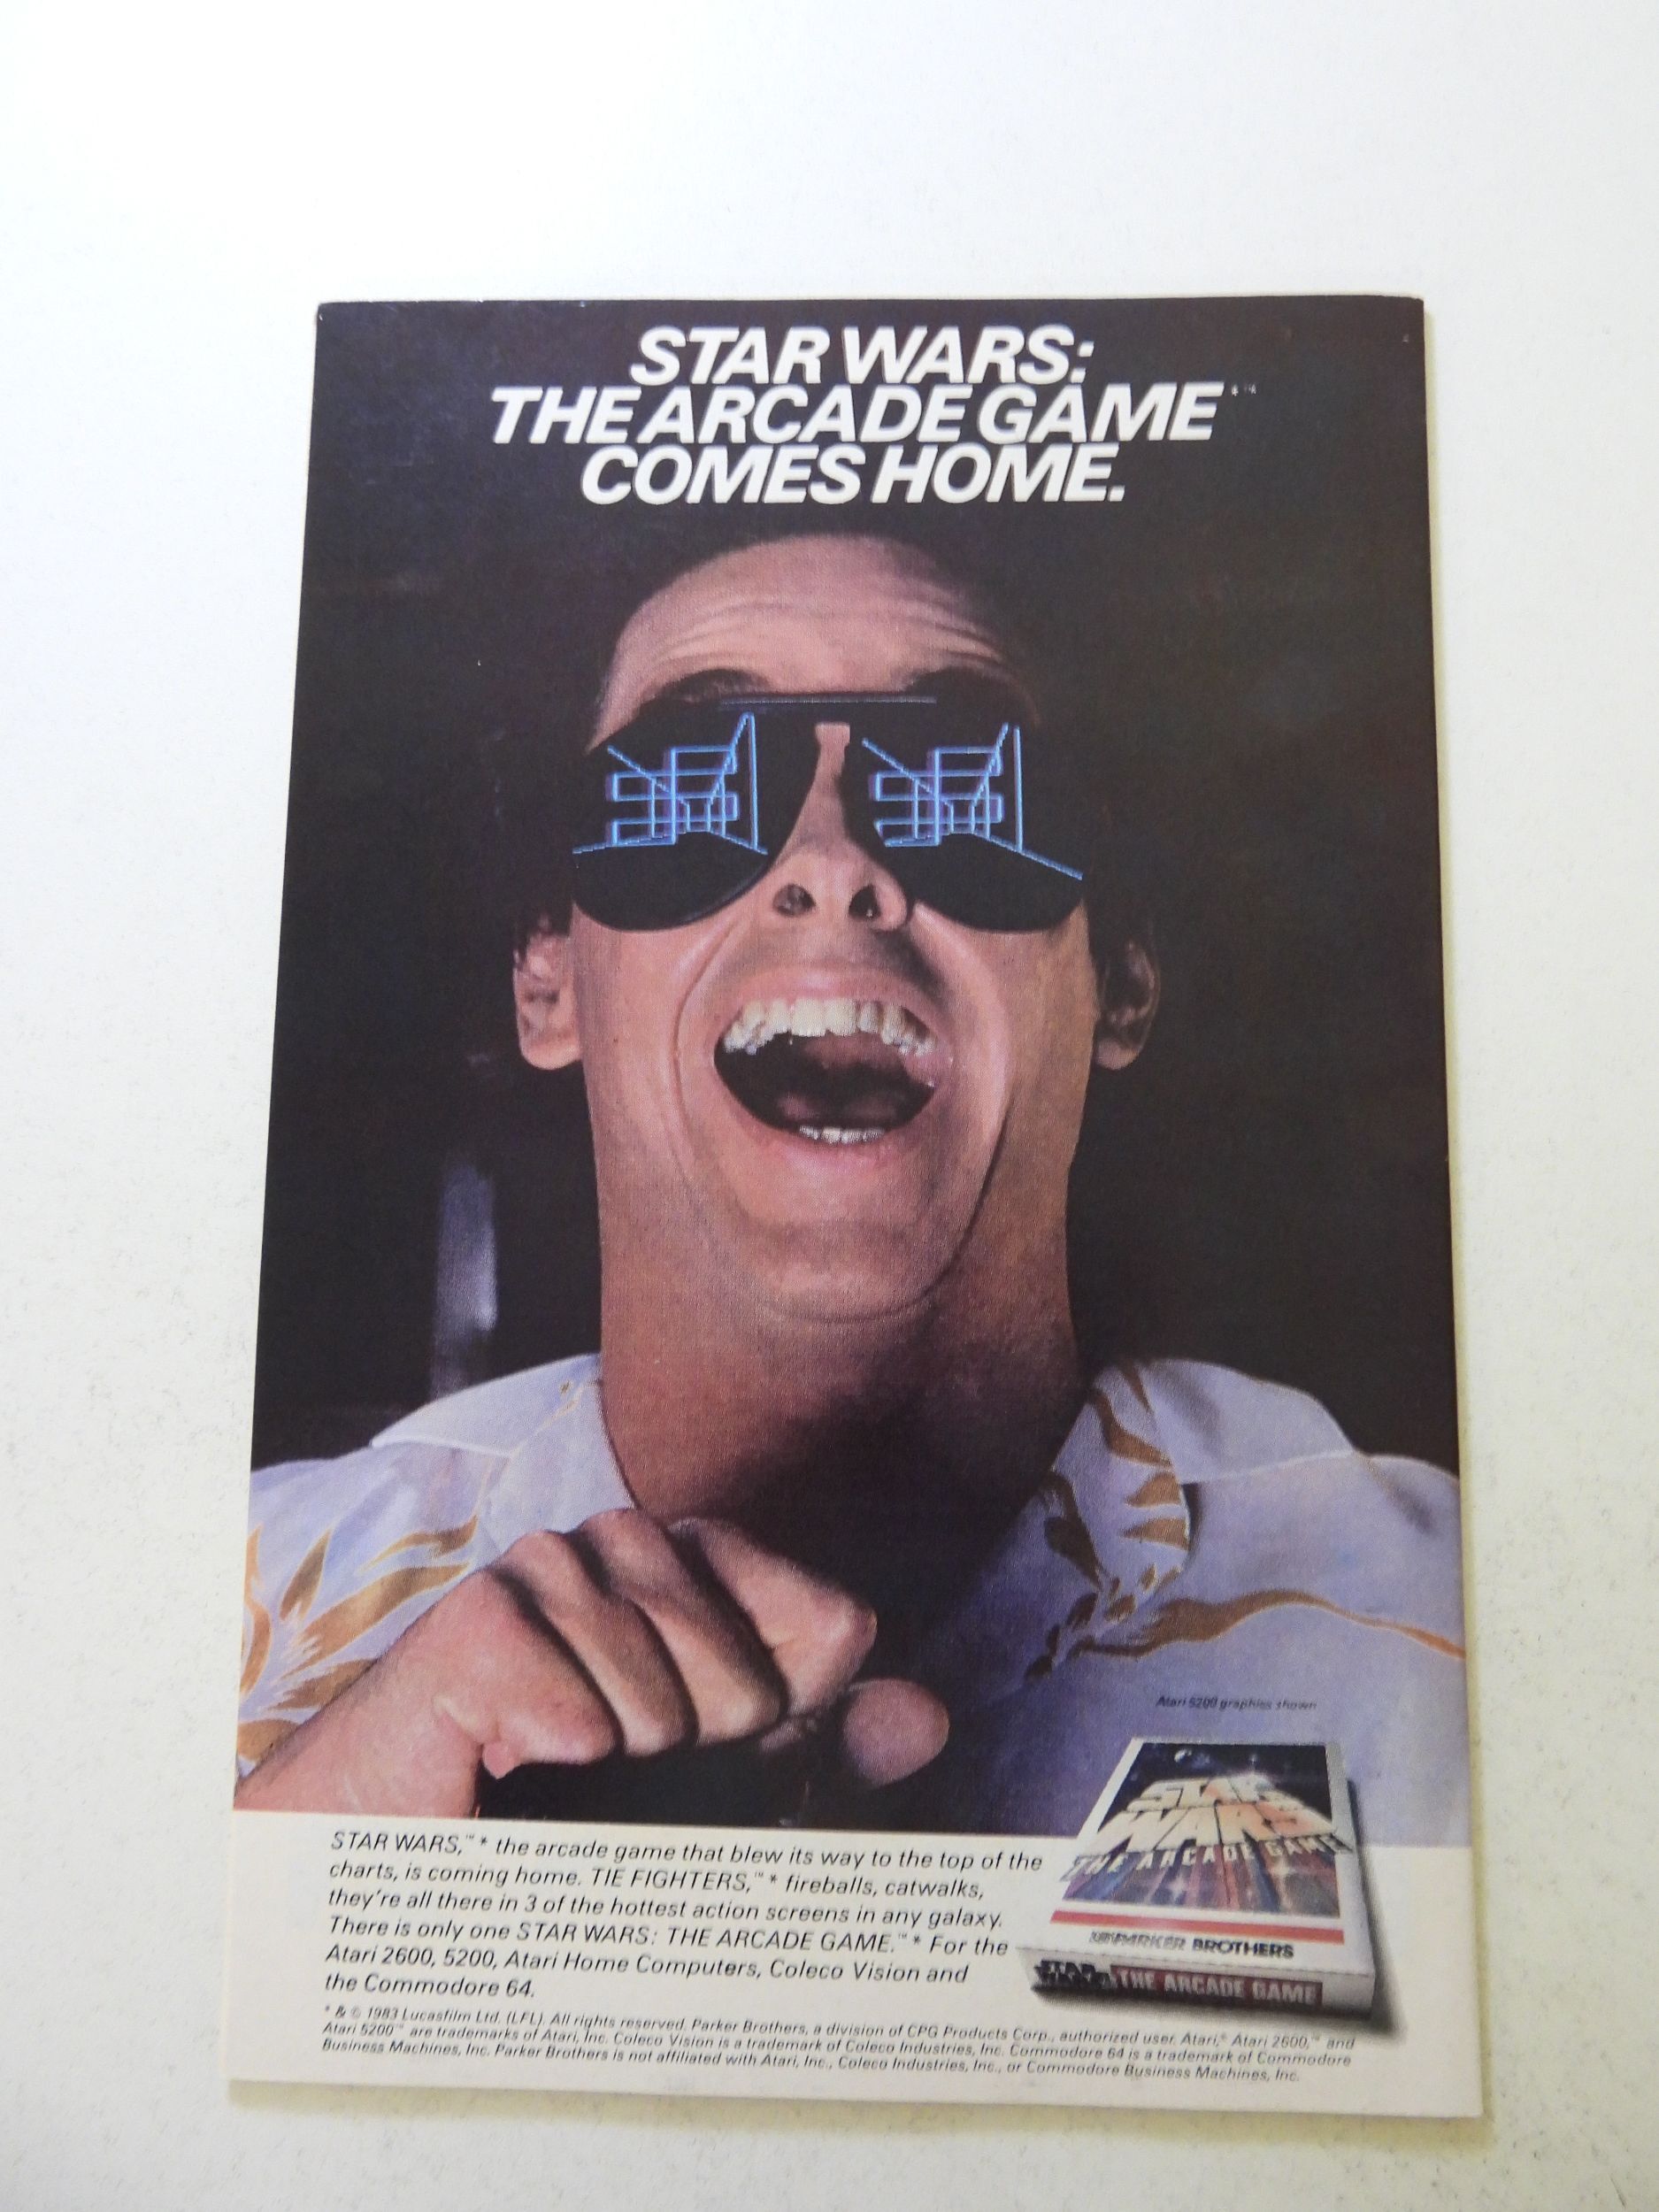 STAR WARS:
THE ARCADE GAME*™
COMES HOME.
Atari 5200 graphics shown
STAR WARS
THE ARCADE GAME
PARKER BROTHERS
STAR WARS THE ARCADE GAME
STAR WARS,™* the arcade game that blew its way to the top of the
charts, is coming home. TIE FIGHTERS,™* fireballs, catwalks,
they're all there in 3 of the hottest action screens in any galaxy.
There is only one STAR WARS: THE ARCADE GAME.™* For the
Atari 2600, 5200, Atari Home Computers, Coleco Vision and
the Commodore 64.
* & © 1983 Lucasfilm Ltd. (LFL). All rights reserved. Parker Brothers, a division of CPG Products Corp., authorized user. Atari,® Atari 2600,™ and
Atari 5200™ are trademarks of Atari, Inc. Coleco Vision is a trademark of Coleco Industries, Inc. Commodore 64 is a trademark of Commodore
Business Machines, Inc. Parker Brothers is not affiliated with Atari, Inc., Coleco Industries, Inc., or Commodore Business Machines, Inc.